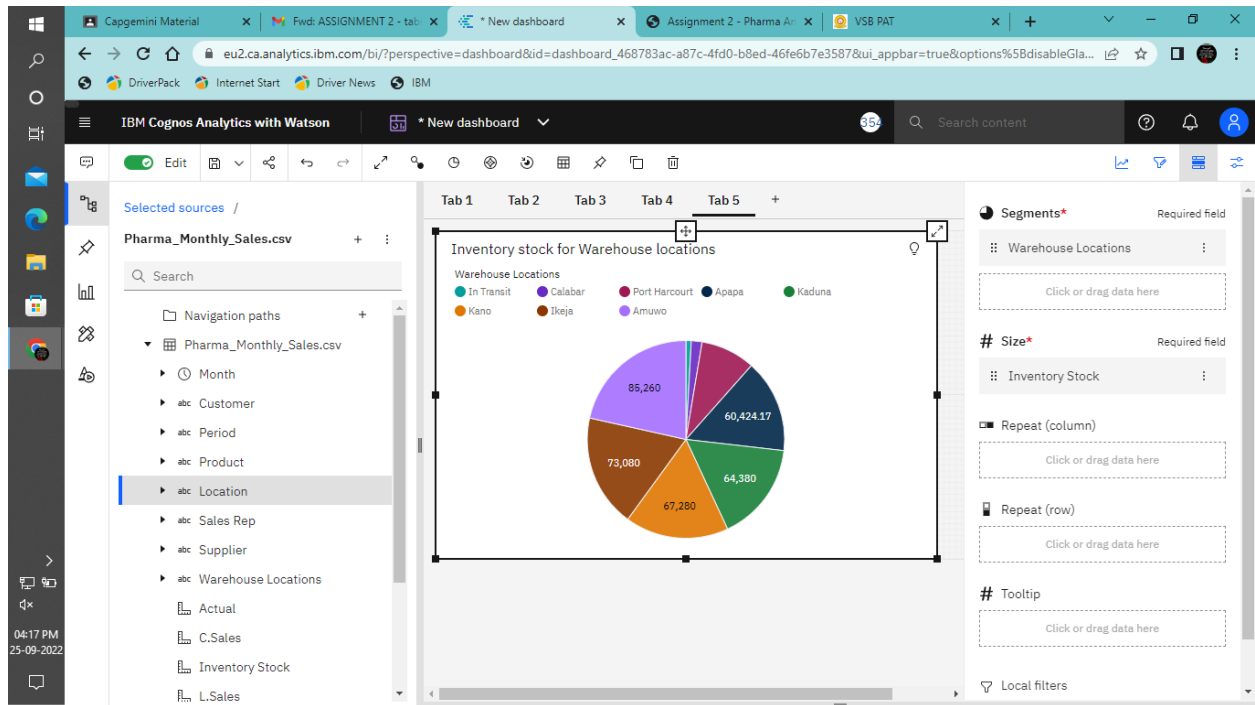 Capgemini Material
Fwd: ASSIGNMENT 2 - tab
* New dashboard
Assignment 2 - Pharma An
VSB PAT
eu2.ca.analytics.ibm.com/bi/?perspective=dashboard&id=dashboard_468783ac-a87c-4fd0-b8ed-46fe6b7e3587&ui_appbar=true&options%5BdisableGla...
DriverPack
Internet Start
Driver News
IBM
IBM Cognos Analytics with Watson
* New dashboard
354
Search content
Edit
Selected sources /
Pharma_Monthly_Sales.csv
Search
Navigation paths
Pharma_Monthly_Sales.csv
Month
abc Customer
abc Period
abc Product
abc Location
abc Sales Rep
abc Supplier
abc Warehouse Locations
Actual
C.Sales
Inventory Stock
L.Sales
Tab 1
Tab 2
Tab 3
Tab 4
Tab 5
+
Inventory stock for Warehouse locations
Warehouse Locations
In Transit
Calabar
Port Harcourt
Apapa
Kaduna
Kano
Ikeja
Amuwo
85,260
60,424.17
73,080
64,380
67,280
Segments*
Required field
Warehouse Locations
Click or drag data here
# Size*
Required field
Inventory Stock
Repeat (column)
Click or drag data here
Repeat (row)
Click or drag data here
# Tooltip
Click or drag data here
Local filters
04:17 PM
25-09-2022